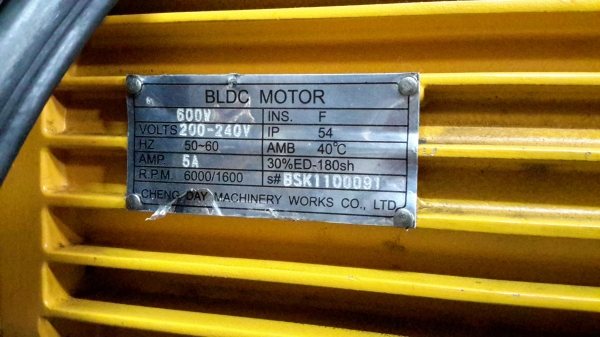 BLDC MOTOR
600W INS. F
VOLTS 200-240V IP 54
HZ 50~60 AMB 40°C
AMP. 5A 30%ED-180sh
R.P.M 6000/1600 s# BSK1100091
CHENG DAY MACHINERY WORKS CO., LTD